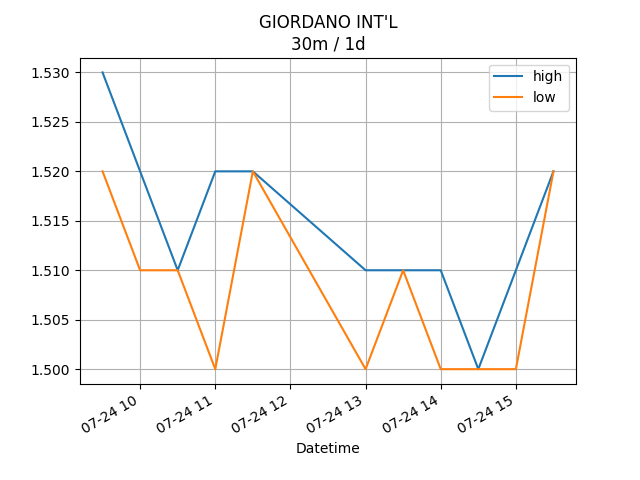 GIORDANO INT'L
30m / 1d
high
low
1.530
1.525
1.520
1.515
1.510
1.505
1.500
07-24 10
07-24 11
07-24 12
07-24 13
07-24 14
07-24 15
Datetime